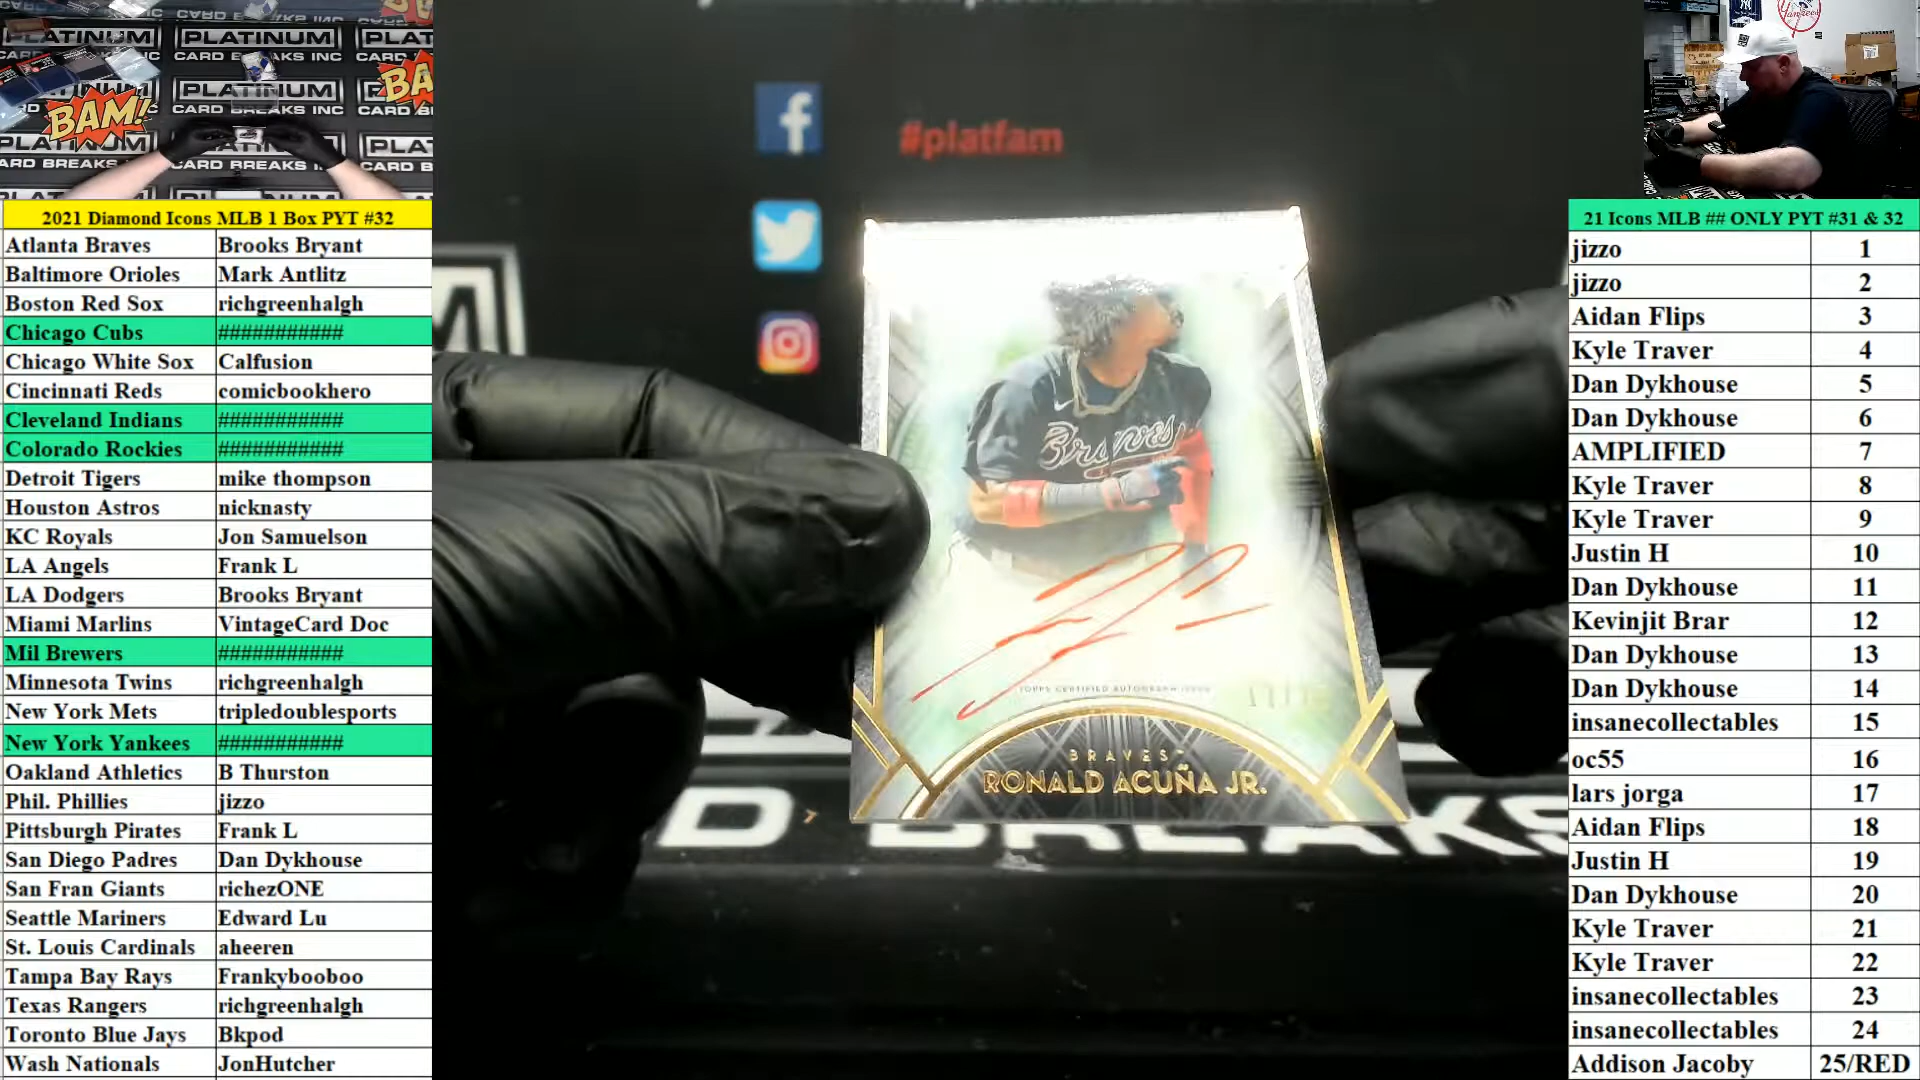 PLATINUM
CARD BREAKS INC
BAM!
#platfam
Braves
TOPPS CERTIFIED AUTOGRAPH ISSUE
BRAVES
RONALD ACUÑA JR.
D BREAKS
2021 Diamond Icons MLB 1 Box PYT #32
Atlanta Braves Brooks Bryant
Baltimore Orioles Mark Antlitz
Boston Red Sox richgreenhalgh
Chicago Cubs ###########
Chicago White Sox Calfusion
Cincinnati Reds comicbookhero
Cleveland Indians ###########
Colorado Rockies ###########
Detroit Tigers mike thompson
Houston Astros nicknasty
KC Royals Jon Samuelson
LA Angels Frank L
LA Dodgers Brooks Bryant
Miami Marlins VintageCard Doc
Mil Brewers ###########
Minnesota Twins richgreenhalgh
New York Mets tripledoublesports
New York Yankees ###########
Oakland Athletics B Thurston
Phil. Phillies jizzo
Pittsburgh Pirates Frank L
San Diego Padres Dan Dykhouse
San Fran Giants richezONE
Seattle Mariners Edward Lu
St. Louis Cardinals aheeren
Tampa Bay Rays Frankybooboo
Texas Rangers richgreenhalgh
Toronto Blue Jays Bkpod
Wash Nationals JonHutcher
21 Icons MLB ## ONLY PYT #31 & 32
jizzo 1
jizzo 2
Aidan Flips 3
Kyle Traver 4
Dan Dykhouse 5
Dan Dykhouse 6
AMPLIFIED 7
Kyle Traver 8
Kyle Traver 9
Justin H 10
Dan Dykhouse 11
Kevinjit Brar 12
Dan Dykhouse 13
Dan Dykhouse 14
insanecollectables 15
oc55 16
lars jorga 17
Aidan Flips 18
Justin H 19
Dan Dykhouse 20
Kyle Traver 21
Kyle Traver 22
insanecollectables 23
insanecollectables 24
Addison Jacoby 25/RED